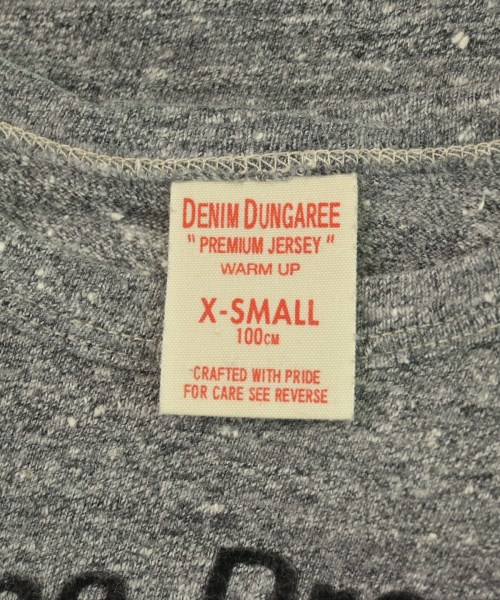 DENIM DUNGAREE
"PREMIUM JERSEY"
WARM UP
X-SMALL
100CM
CRAFTED WITH PRIDE
FOR CARE SEE REVERSE